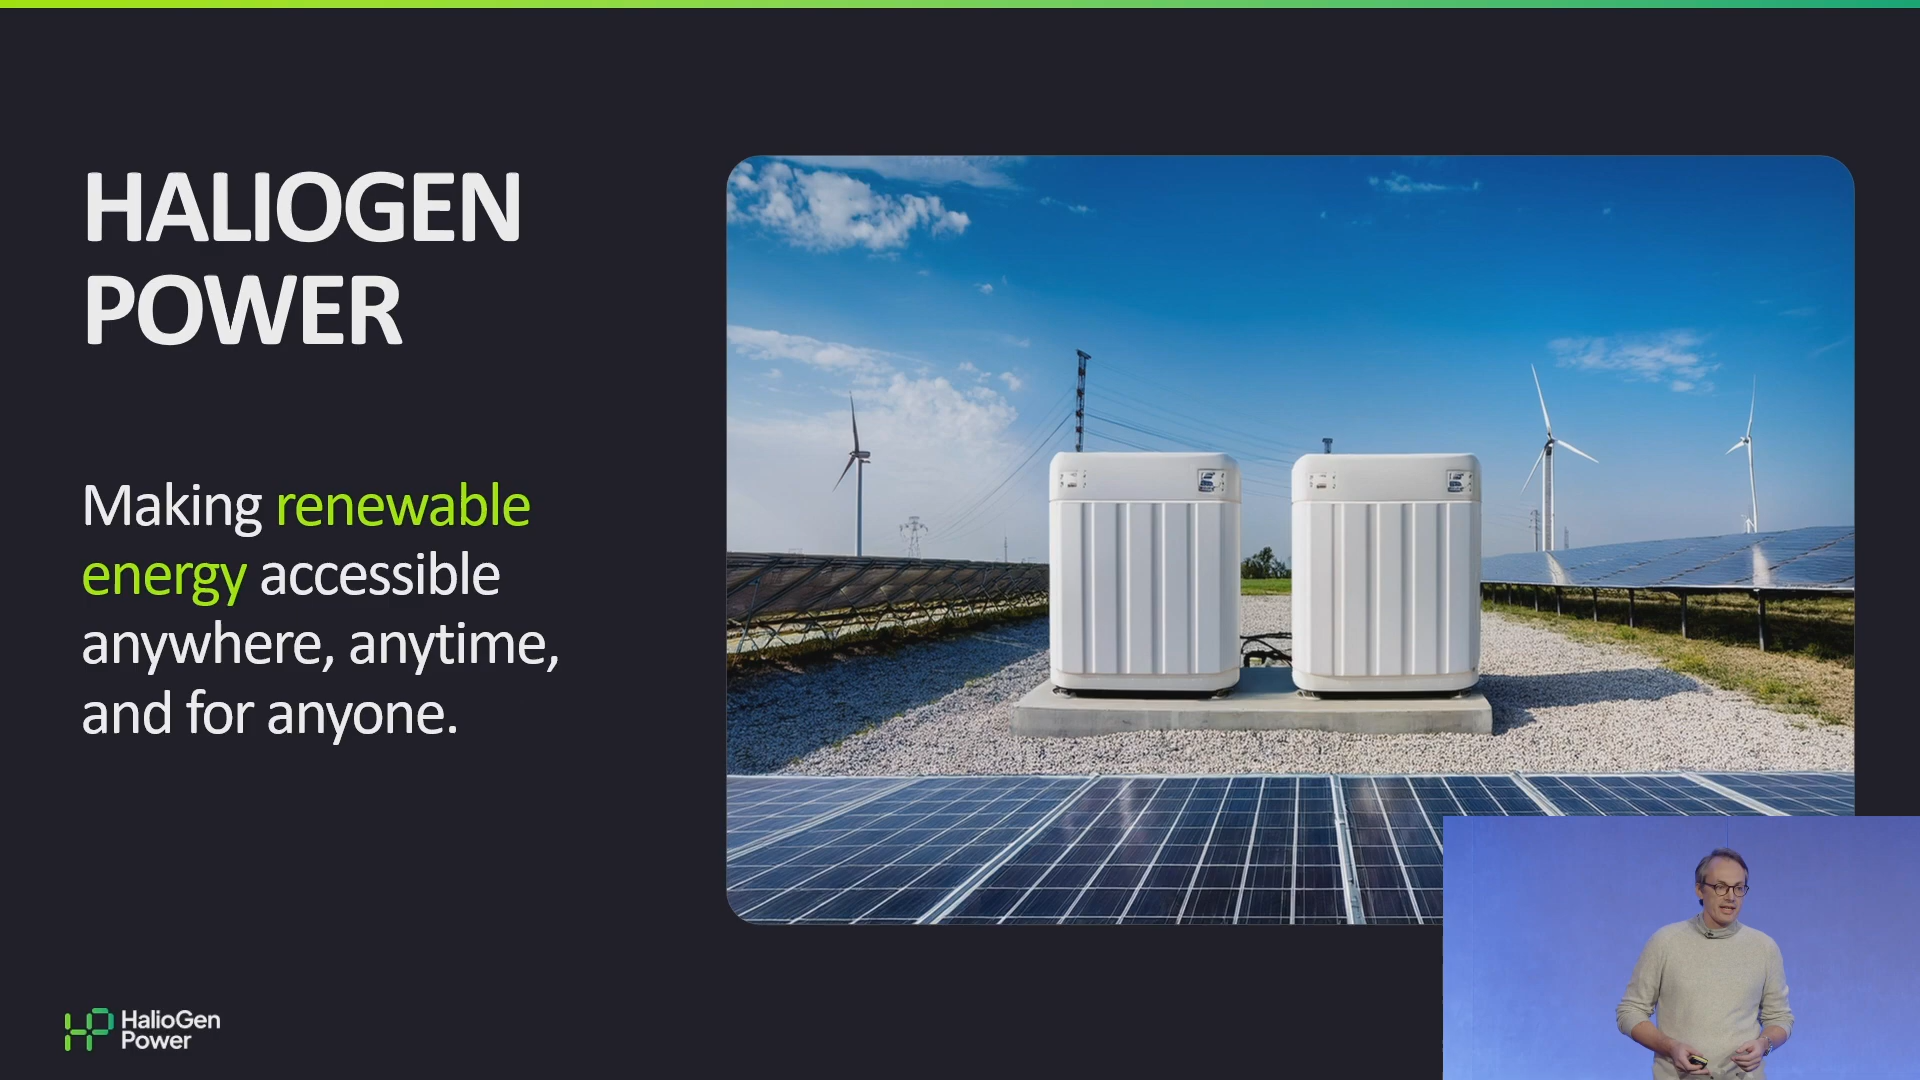 HALIOGEN
POWER
Making renewable
energy accessible
anywhere, anytime,
and for anyone.
HalioGen
Power